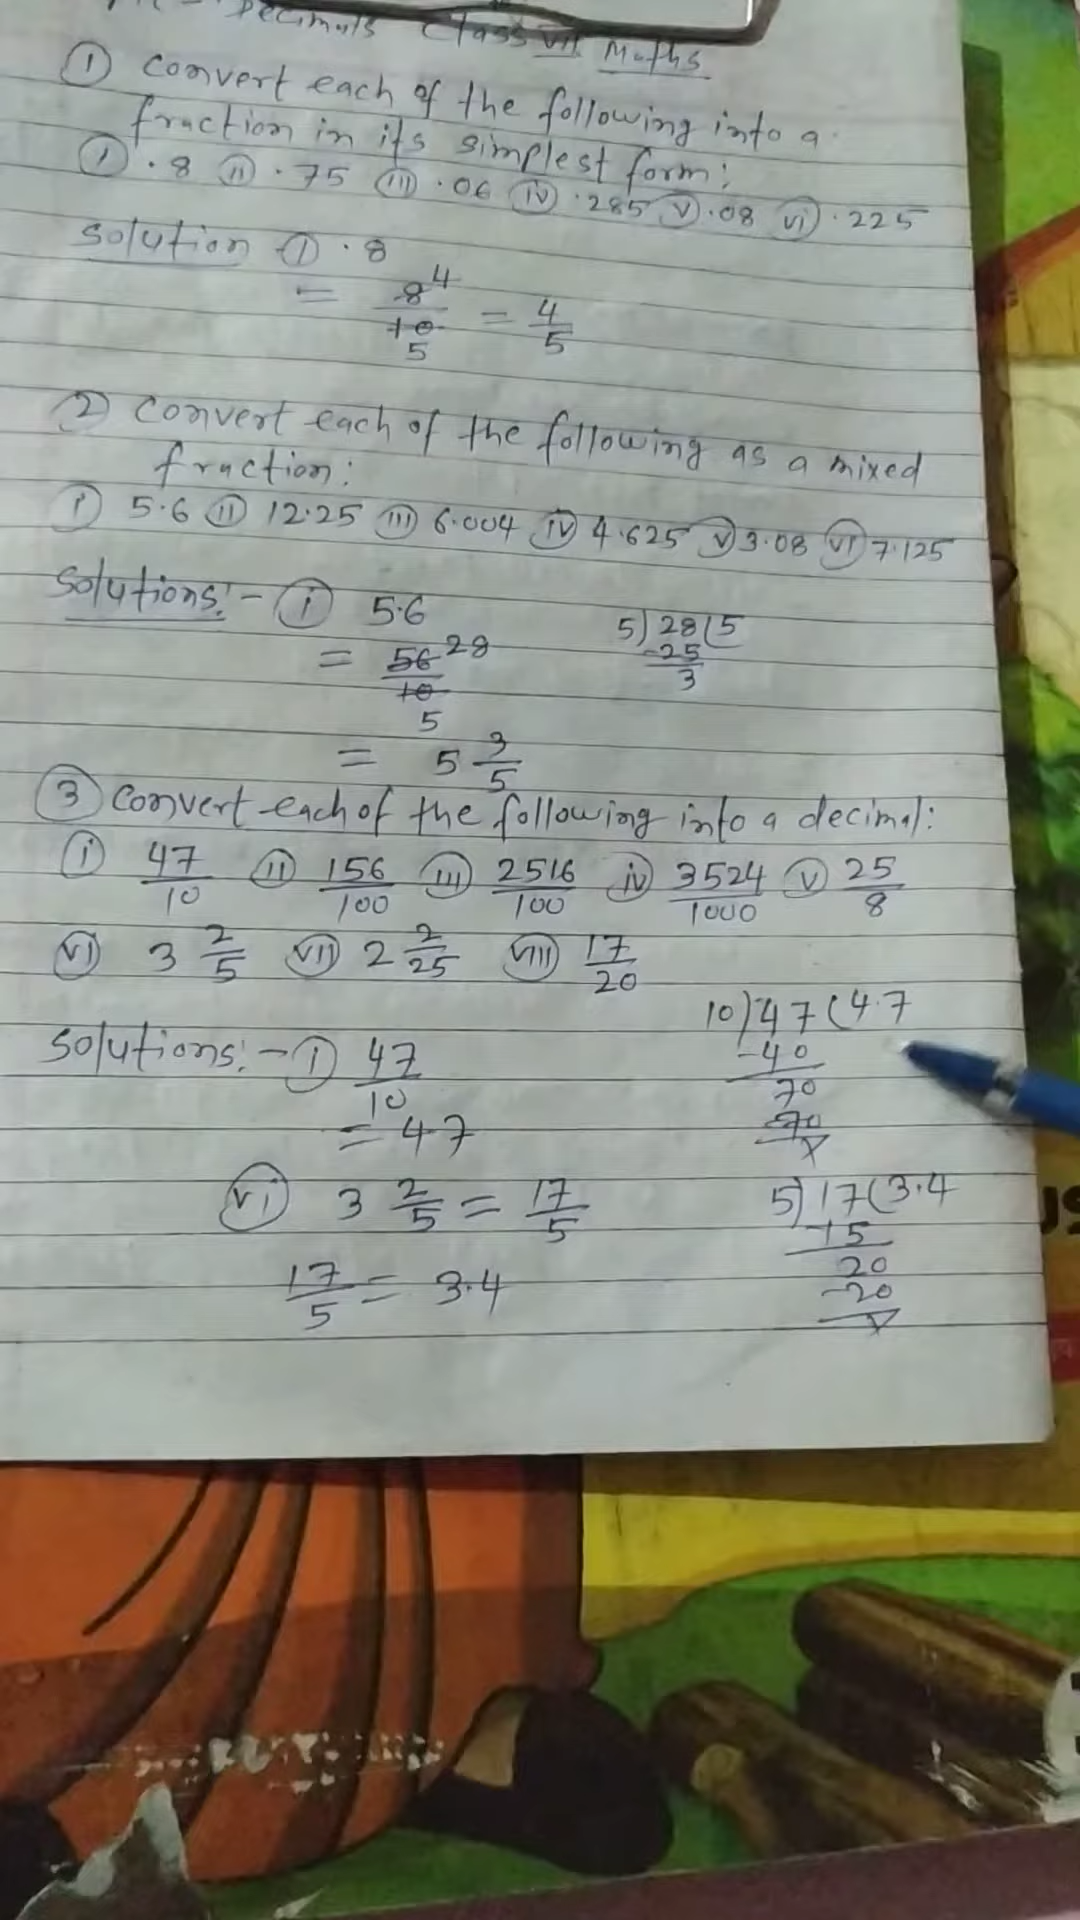 Decimals Class VII Maths
① Convert each of the following into a
fraction in its simplest form:
(i) .8 (ii) .75 (iii) .06 (iv) .285 (v) .08 (vi) .225
Solution (i) .8
= 8/10 4 5 = 4/5
② Convert each of the following as a mixed
fraction:
(i) 5.6 (ii) 12.25 (iii) 6.004 (iv) 4.625 (v) 3.08 (vi) 7.125
Solutions:- (i) 5.6
= 56/10 28 5
= 5 3/5
5)28(5
-25
3
③ Convert each of the following into a decimal:
(i) 47/10 (ii) 156/100 (iii) 2516/100 (iv) 3524/1000 (v) 25/8
(vi) 3 2/5 (vii) 2 2/25 (viii) 17/20
Solutions:- (i) 47/10
= 47
10)47(4.7
-40
70
-70
x
(vi) 3 2/5 = 17/5
17/5 = 3.4
5)17(3.4
-15
20
-20
x